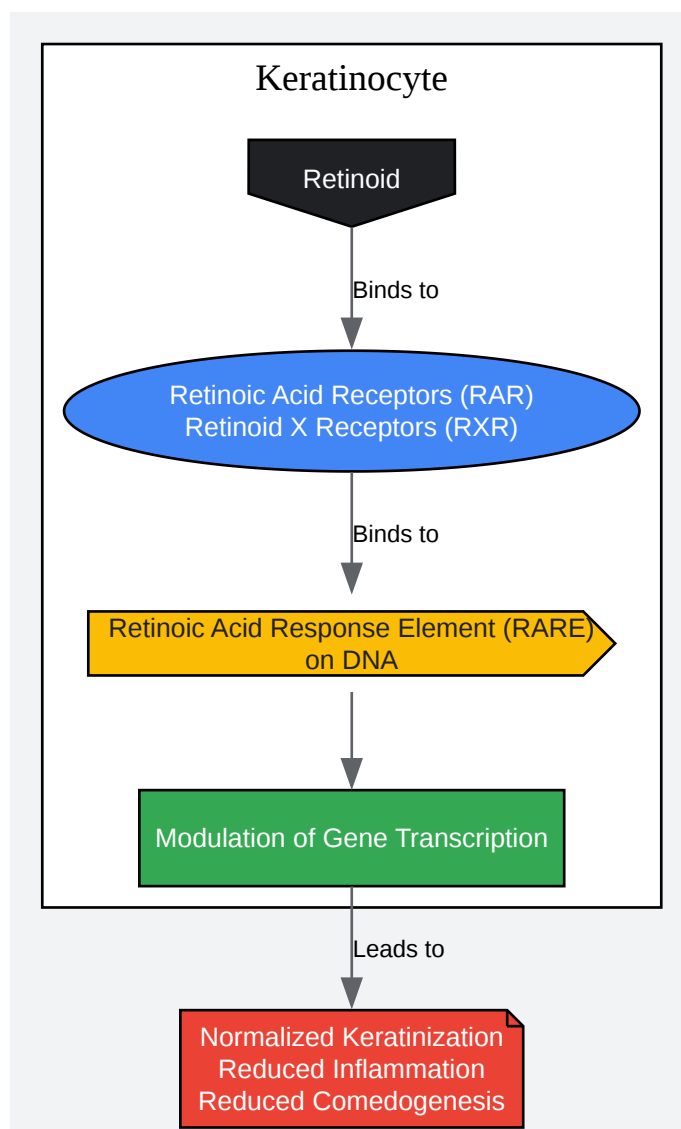 Keratinocyte
Retinoid
Binds to
Retinoic Acid Receptors (RAR)
Retinoid X Receptors (RXR)
Binds to
Retinoic Acid Response Element (RARE)
on DNA
Modulation of Gene Transcription
Leads to
Normalized Keratinization
Reduced Inflammation
Reduced Comedogenesis